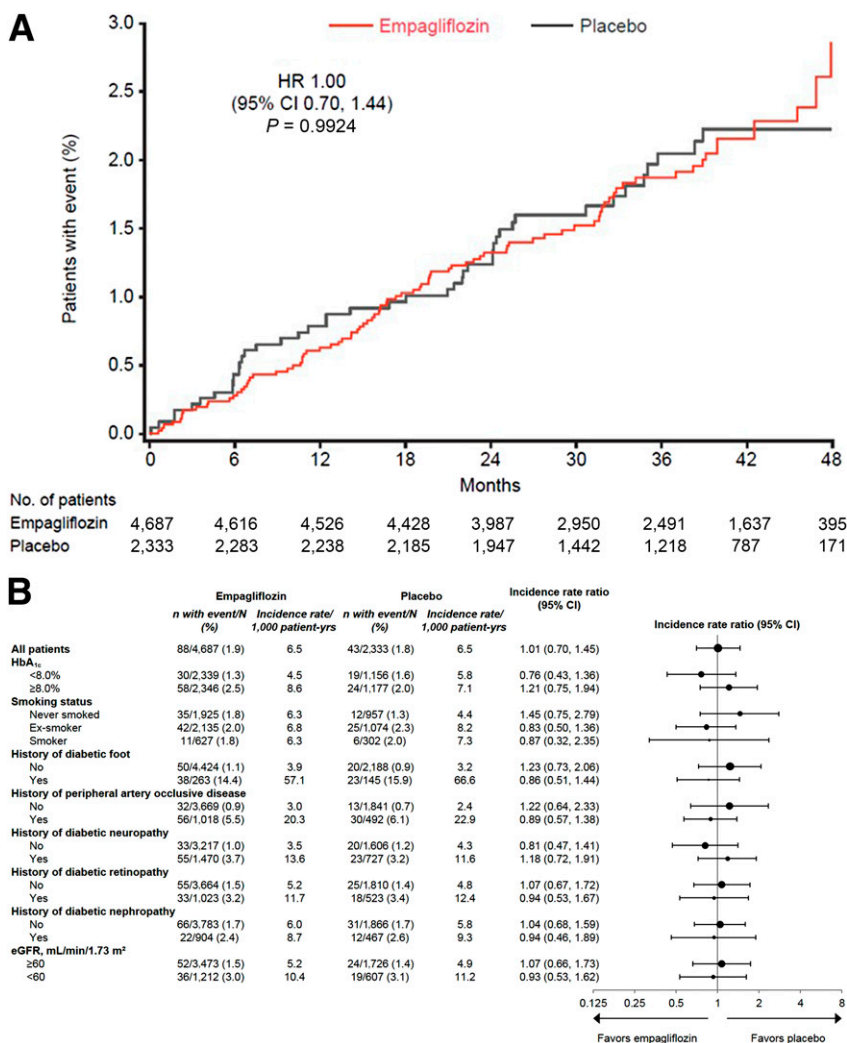 A
Empagliflozin Placebo
HR 1.00
(95% CI 0.70, 1.44)
P = 0.9924
Patients with event (%)
3.0
2.5
2.0
1.5
1.0
0.5
0.0
0 6 12 18 24 30 36 42 48
Months
No. of patients
Empagliflozin 4,687 4,616 4,526 4,428 3,987 2,950 2,491 1,637 395
Placebo 2,333 2,283 2,238 2,185 1,947 1,442 1,218 787 171
B
Empagliflozin Placebo Incidence rate ratio
(95% CI)
n with event/N Incidence rate/ n with event/N Incidence rate/
(%) 1,000 patient-yrs (%) 1,000 patient-yrs
Incidence rate ratio (95% CI)
All patients 88/4,687 (1.9) 6.5 43/2,333 (1.8) 6.5 1.01 (0.70, 1.45)
HbA1c
<8.0% 30/2,339 (1.3) 4.5 19/1,156 (1.6) 5.8 0.76 (0.43, 1.36)
≥8.0% 58/2,346 (2.5) 8.6 24/1,177 (2.0) 7.1 1.21 (0.75, 1.94)
Smoking status
Never smoked 35/1,925 (1.8) 6.3 12/957 (1.3) 4.4 1.45 (0.75, 2.79)
Ex-smoker 42/2,135 (2.0) 6.8 25/1,074 (2.3) 8.2 0.83 (0.50, 1.36)
Smoker 11/627 (1.8) 6.3 6/302 (2.0) 7.3 0.87 (0.32, 2.35)
History of diabetic foot
No 50/4,424 (1.1) 3.9 20/2,188 (0.9) 3.2 1.23 (0.73, 2.06)
Yes 38/263 (14.4) 57.1 23/145 (15.9) 66.6 0.86 (0.51, 1.44)
History of peripheral artery occlusive disease
No 32/3,669 (0.9) 3.0 13/1,841 (0.7) 2.4 1.22 (0.64, 2.33)
Yes 56/1,018 (5.5) 20.3 30/492 (6.1) 22.9 0.89 (0.57, 1.38)
History of diabetic neuropathy
No 33/3,217 (1.0) 3.5 20/1,606 (1.2) 4.3 0.81 (0.47, 1.41)
Yes 55/1,470 (3.7) 13.6 23/727 (3.2) 11.6 1.18 (0.72, 1.91)
History of diabetic retinopathy
No 55/3,664 (1.5) 5.2 25/1,810 (1.4) 4.8 1.07 (0.67, 1.72)
Yes 33/1,023 (3.2) 11.7 18/523 (3.4) 12.4 0.94 (0.53, 1.67)
History of diabetic nephropathy
No 66/3,783 (1.7) 6.0 31/1,866 (1.7) 5.8 1.04 (0.68, 1.59)
Yes 22/904 (2.4) 8.7 12/467 (2.6) 9.3 0.94 (0.46, 1.89)
eGFR, mL/min/1.73 m²
≥60 52/3,473 (1.5) 5.2 24/1,726 (1.4) 4.9 1.07 (0.66, 1.73)
<60 36/1,212 (3.0) 10.4 19/607 (3.1) 11.2 0.93 (0.53, 1.62)
0.125 0.25 0.5 1 2 4 8
Favors empagliflozin Favors placebo